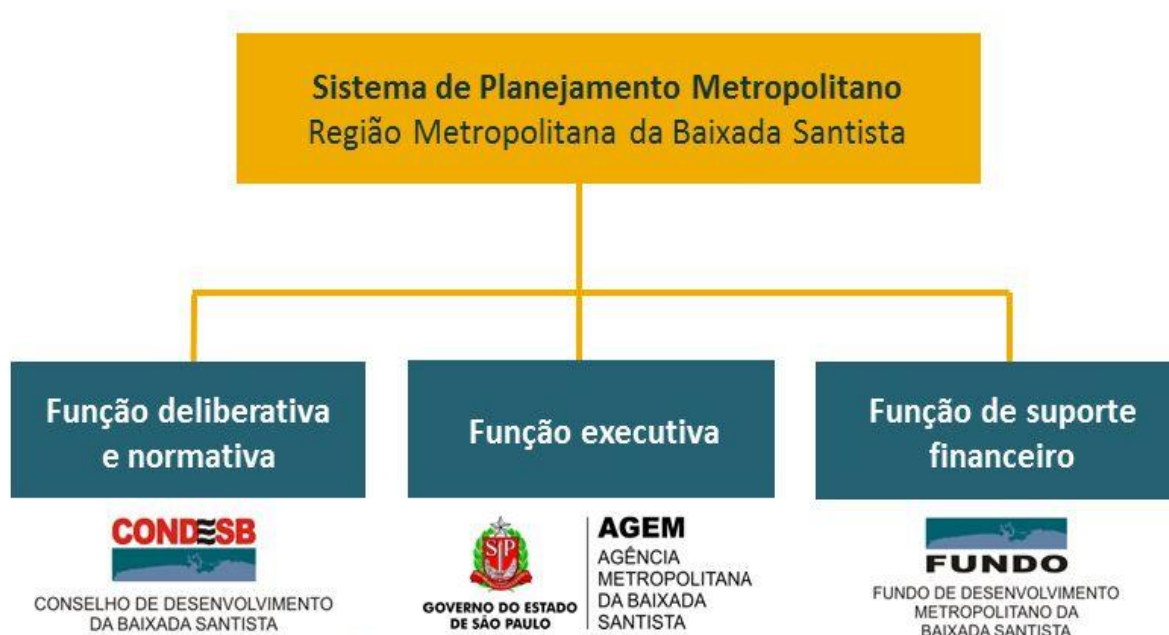 Sistema de Planejamento Metropolitano
Região Metropolitana da Baixada Santista
Função deliberativa
e normativa
Função executiva
Função de suporte
financeiro
CONDESB
CONSELHO DE DESENVOLVIMENTO
DA BAIXADA SANTISTA
SP
GOVERNO DO ESTADO
DE SÃO PAULO
AGEM
AGÊNCIA
METROPOLITANA
DA BAIXADA
SANTISTA
FUNDO
FUNDO DE DESENVOLVIMENTO
METROPOLITANO DA
BAIXADA SANTISTA